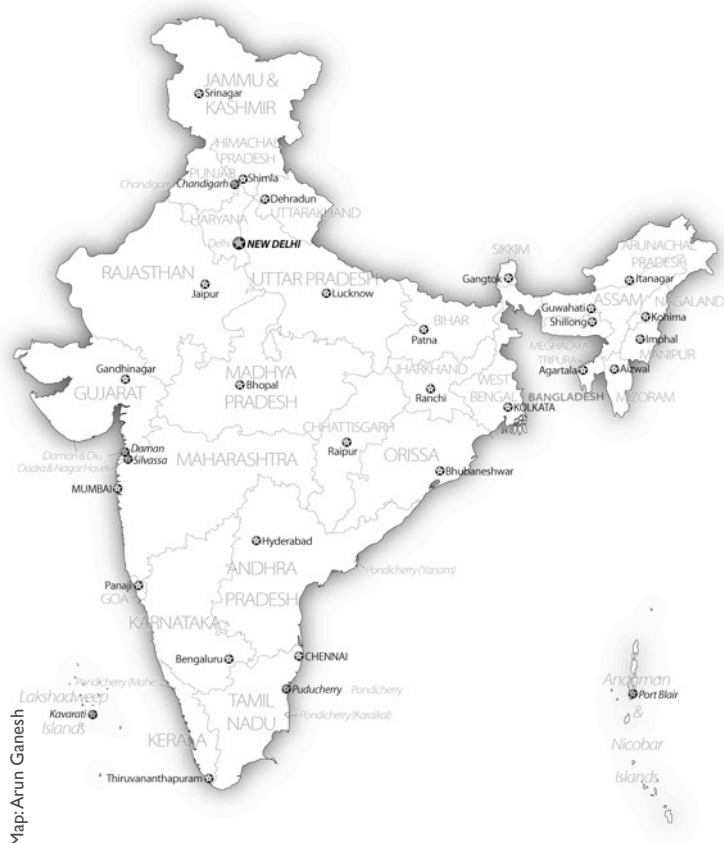 JAMMU &
KASHMIR
Srinagar
HIMACHAL
PRADESH
PUNJAB
Shimla
Chandigarh
Chandigarh
Dehradun
UTTARAKHAND
HARYANA
Delhi
NEW DELHI
RAJASTHAN
Jaipur
UTTAR PRADESH
Lucknow
SIKKIM
Gangtok
ARUNACHAL
PRADESH
Itanagar
ASSAM
Guwahati
NAGALAND
Kohima
Shillong
MEGHALAYA
Imphal
MANIPUR
TRIPURA
Agartala
Aizwal
MIZORAM
BIHAR
Patna
JHARKHAND
Ranchi
WEST
BENGAL
BANGLADESH
KOLKATA
Gandhinagar
GUJARAT
MADHYA
PRADESH
Bhopal
CHHATTISGARH
Raipur
ORISSA
Bhubaneshwar
Daman & Diu
Daman
Dadra & Nagar Haveli
Silvassa
MAHARASHTRA
MUMBAI
Hyderabad
ANDHRA
PRADESH
Pondicherry (Yanam)
Panaji
GOA
KARNATAKA
Bengaluru
CHENNAI
Pondicherry (Mahe)
Puducherry
Pondicherry
TAMIL
NADU
Pondicherry (Karaikal)
Lakshadweep
Kavarati
Islands
KERALA
Thiruvananthapuram
Andaman
Port Blair
&
Nicobar
Islands
Map: Arun Ganesh